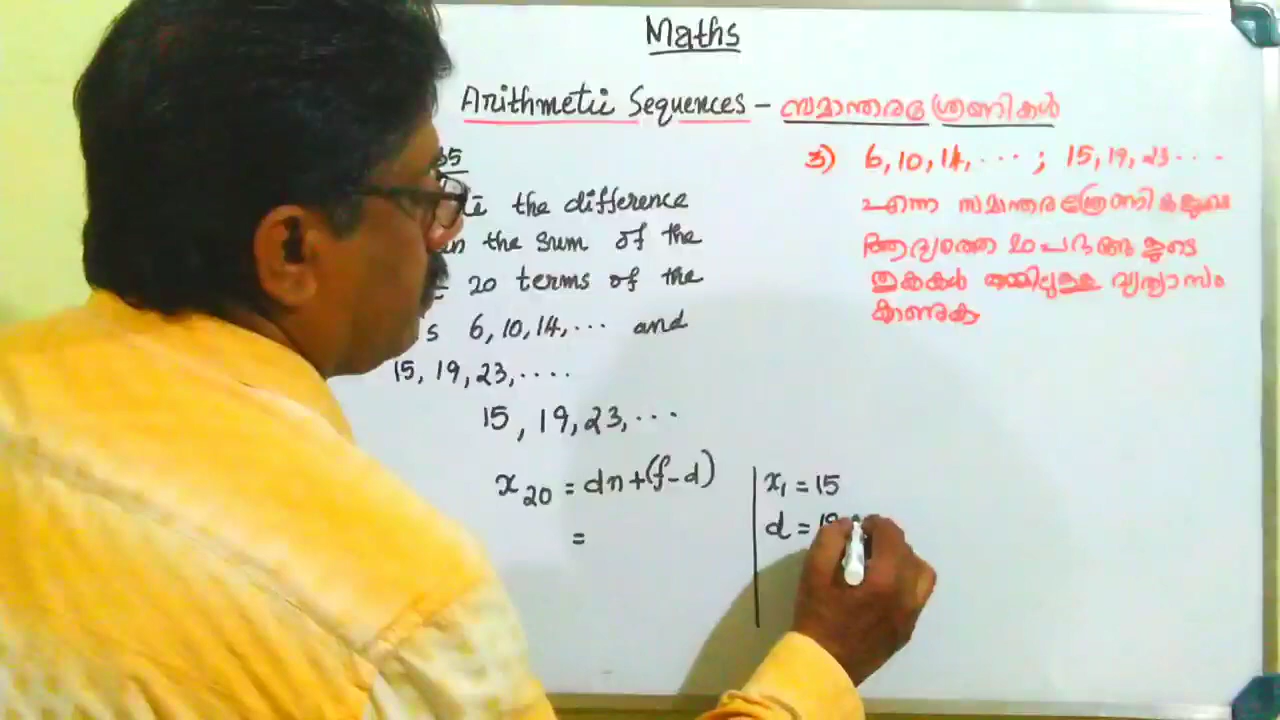 Maths
Arithmetic Sequences - സമാന്തരശ്രേണികൾ
the difference
the sum of the
20 terms of the
6, 10, 14, ... and
15, 19, 23, ....
15, 19, 23, ...
x₂₀ = dn + (f - d)
=
x₁ = 15
d = 19
3) 6, 10, 14, ... ; 15, 19, 23 ...
എന്ന സമാന്തരശ്രേണികളുടെ
ആദ്യത്തെ 20 പദങ്ങളുടെ
തുകകൾ തമ്മിലുള്ള വ്യത്യാസം
കാണുക